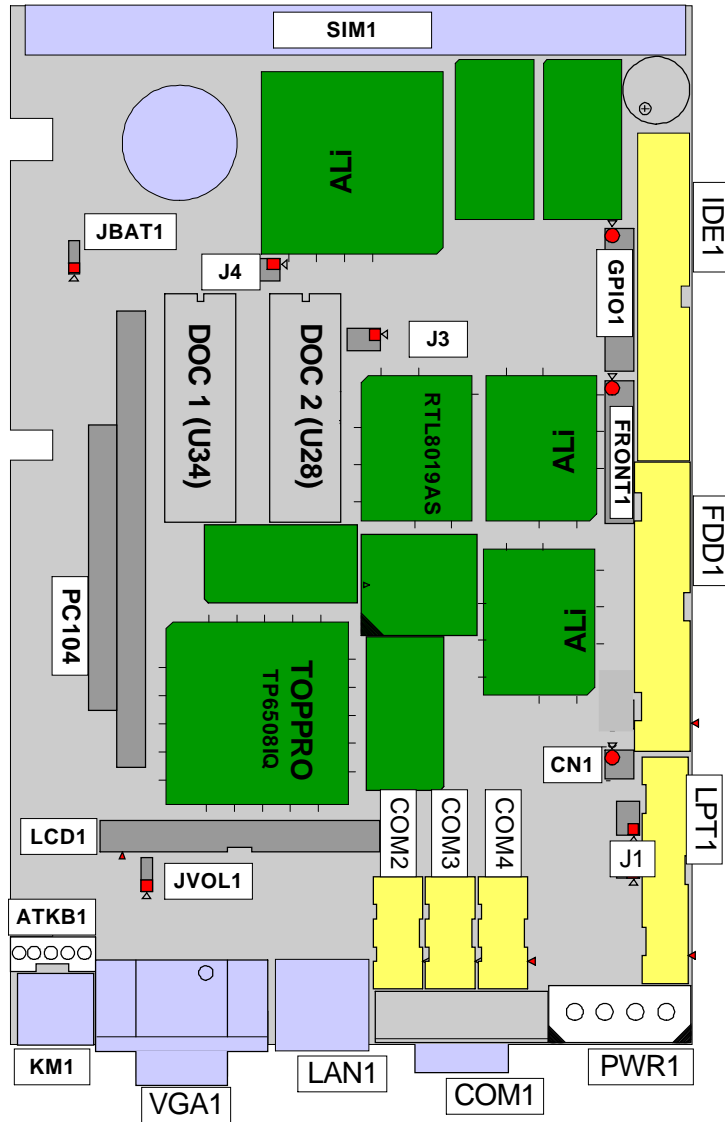 SIM1
ALi
JBAT1
J4
IDE1
GPIO1
DOC 1 (U34)
DOC 2 (U28)
J3
RTL8019AS
ALi
FRONT1
FDD1
PC104
ALi
TOPPRO
TP6508IQ
CN1
LCD1
COM2
COM3
COM4
LPT1
J1
JVOL1
ATKB1
KM1
VGA1
LAN1
COM1
PWR1